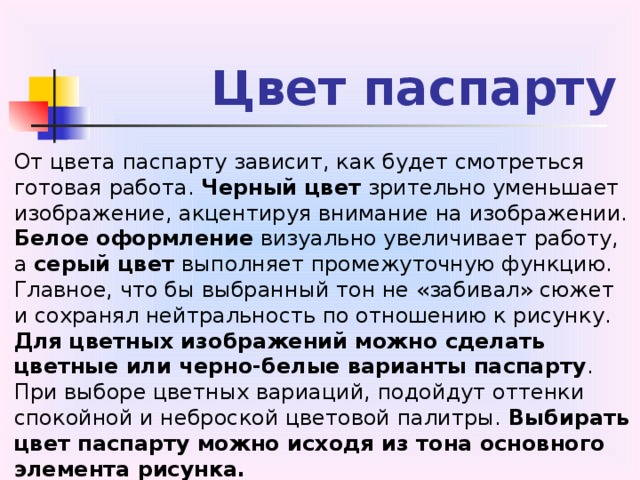 Цвет паспарту
От цвета паспарту зависит, как будет смотреться
готовая работа. Черный цвет зрительно уменьшает
изображение, акцентируя внимание на изображении.
Белое оформление визуально увеличивает работу,
а серый цвет выполняет промежуточную функцию.
Главное, что бы выбранный тон не «забивал» сюжет
и сохранял нейтральность по отношению к рисунку.
Для цветных изображений можно сделать
цветные или черно-белые варианты паспарту.
При выборе цветных вариаций, подойдут оттенки
спокойной и неброской цветовой палитры. Выбирать
цвет паспарту можно исходя из тона основного
элемента рисунка.